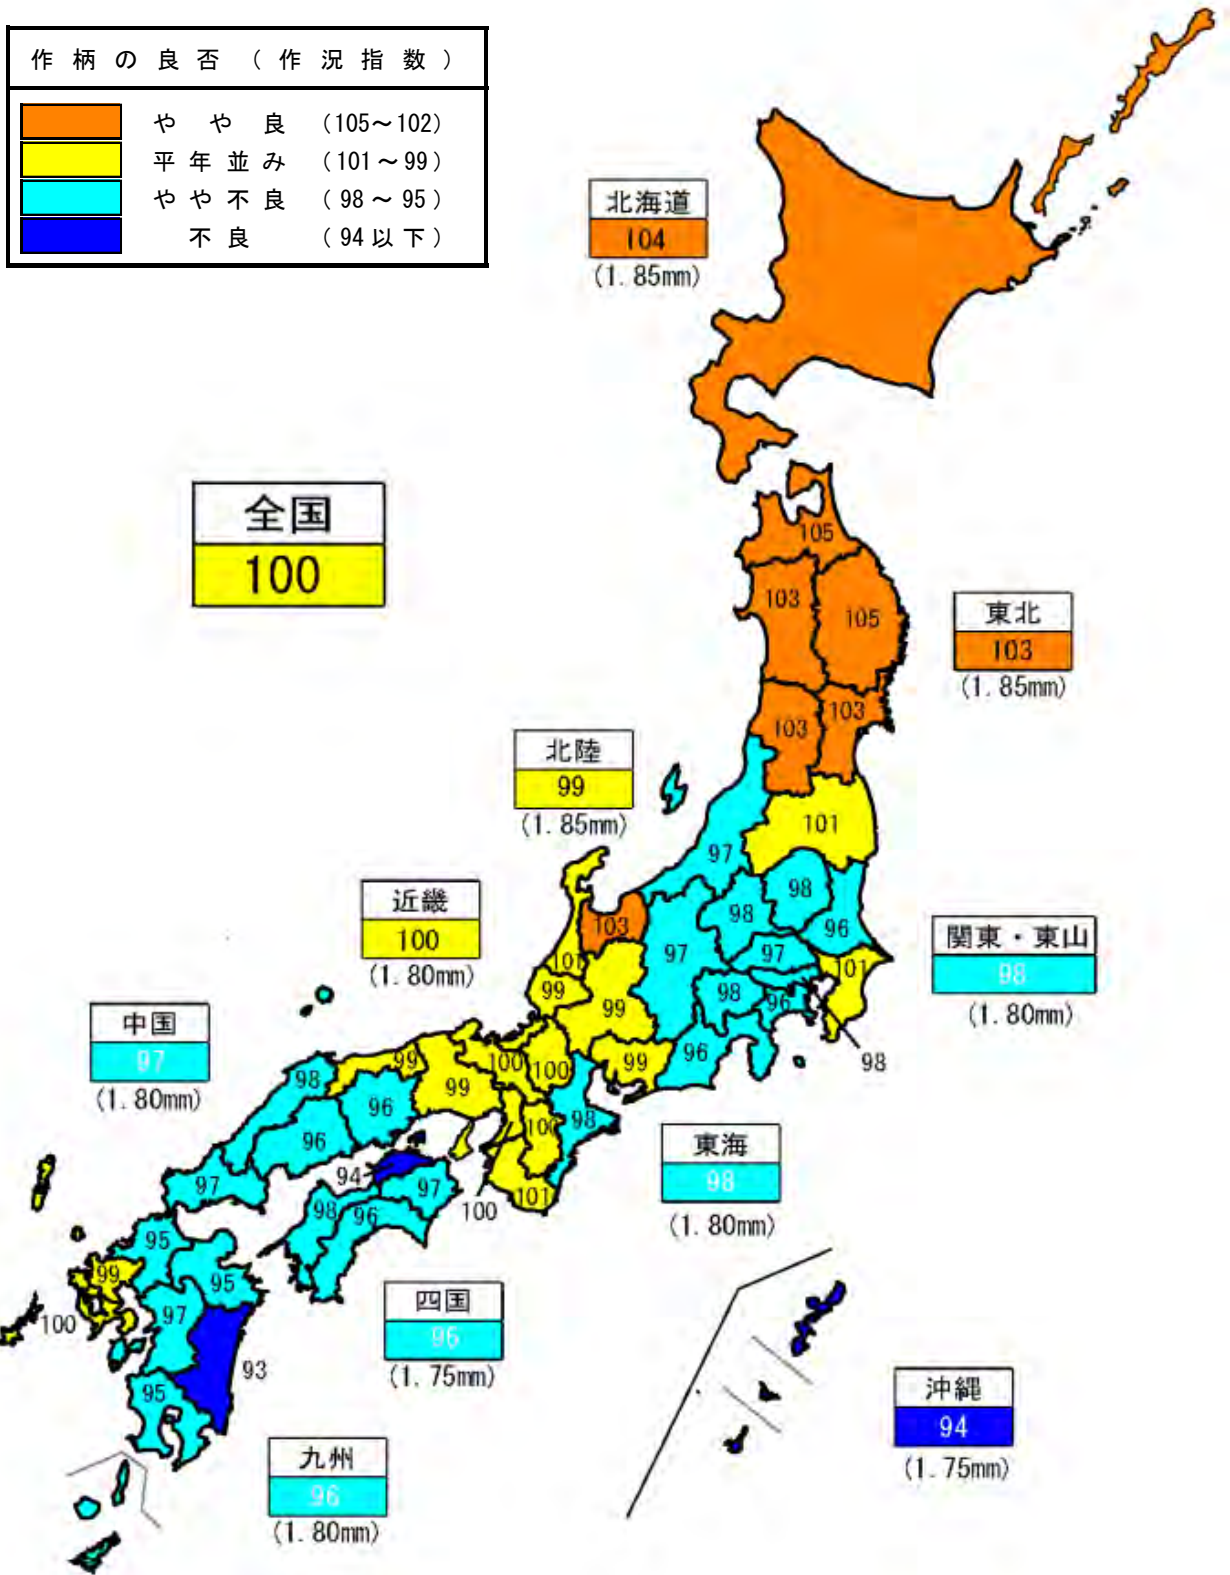 作柄の良否（作況指数）
やや良 (105～102)
平年並み (101～99)
やや不良 (98～95)
不良 (94以下)
北海道
104
(1.85mm)
全国
100
105
103
105
東北
103
(1.85mm)
103
103
北陸
99
(1.85mm)
101
97
98
98
96
近畿
100
(1.80mm)
103
97
97
101
関東・東山
98
(1.80mm)
101
99
99
98
96
98
中国
97
(1.80mm)
98
99
99
100
100
99
96
96
96
100
98
東海
98
(1.80mm)
97
94
97
101
100
98
96
95
99
95
97
100
93
95
四国
96
(1.75mm)
沖縄
94
(1.75mm)
九州
96
(1.80mm)